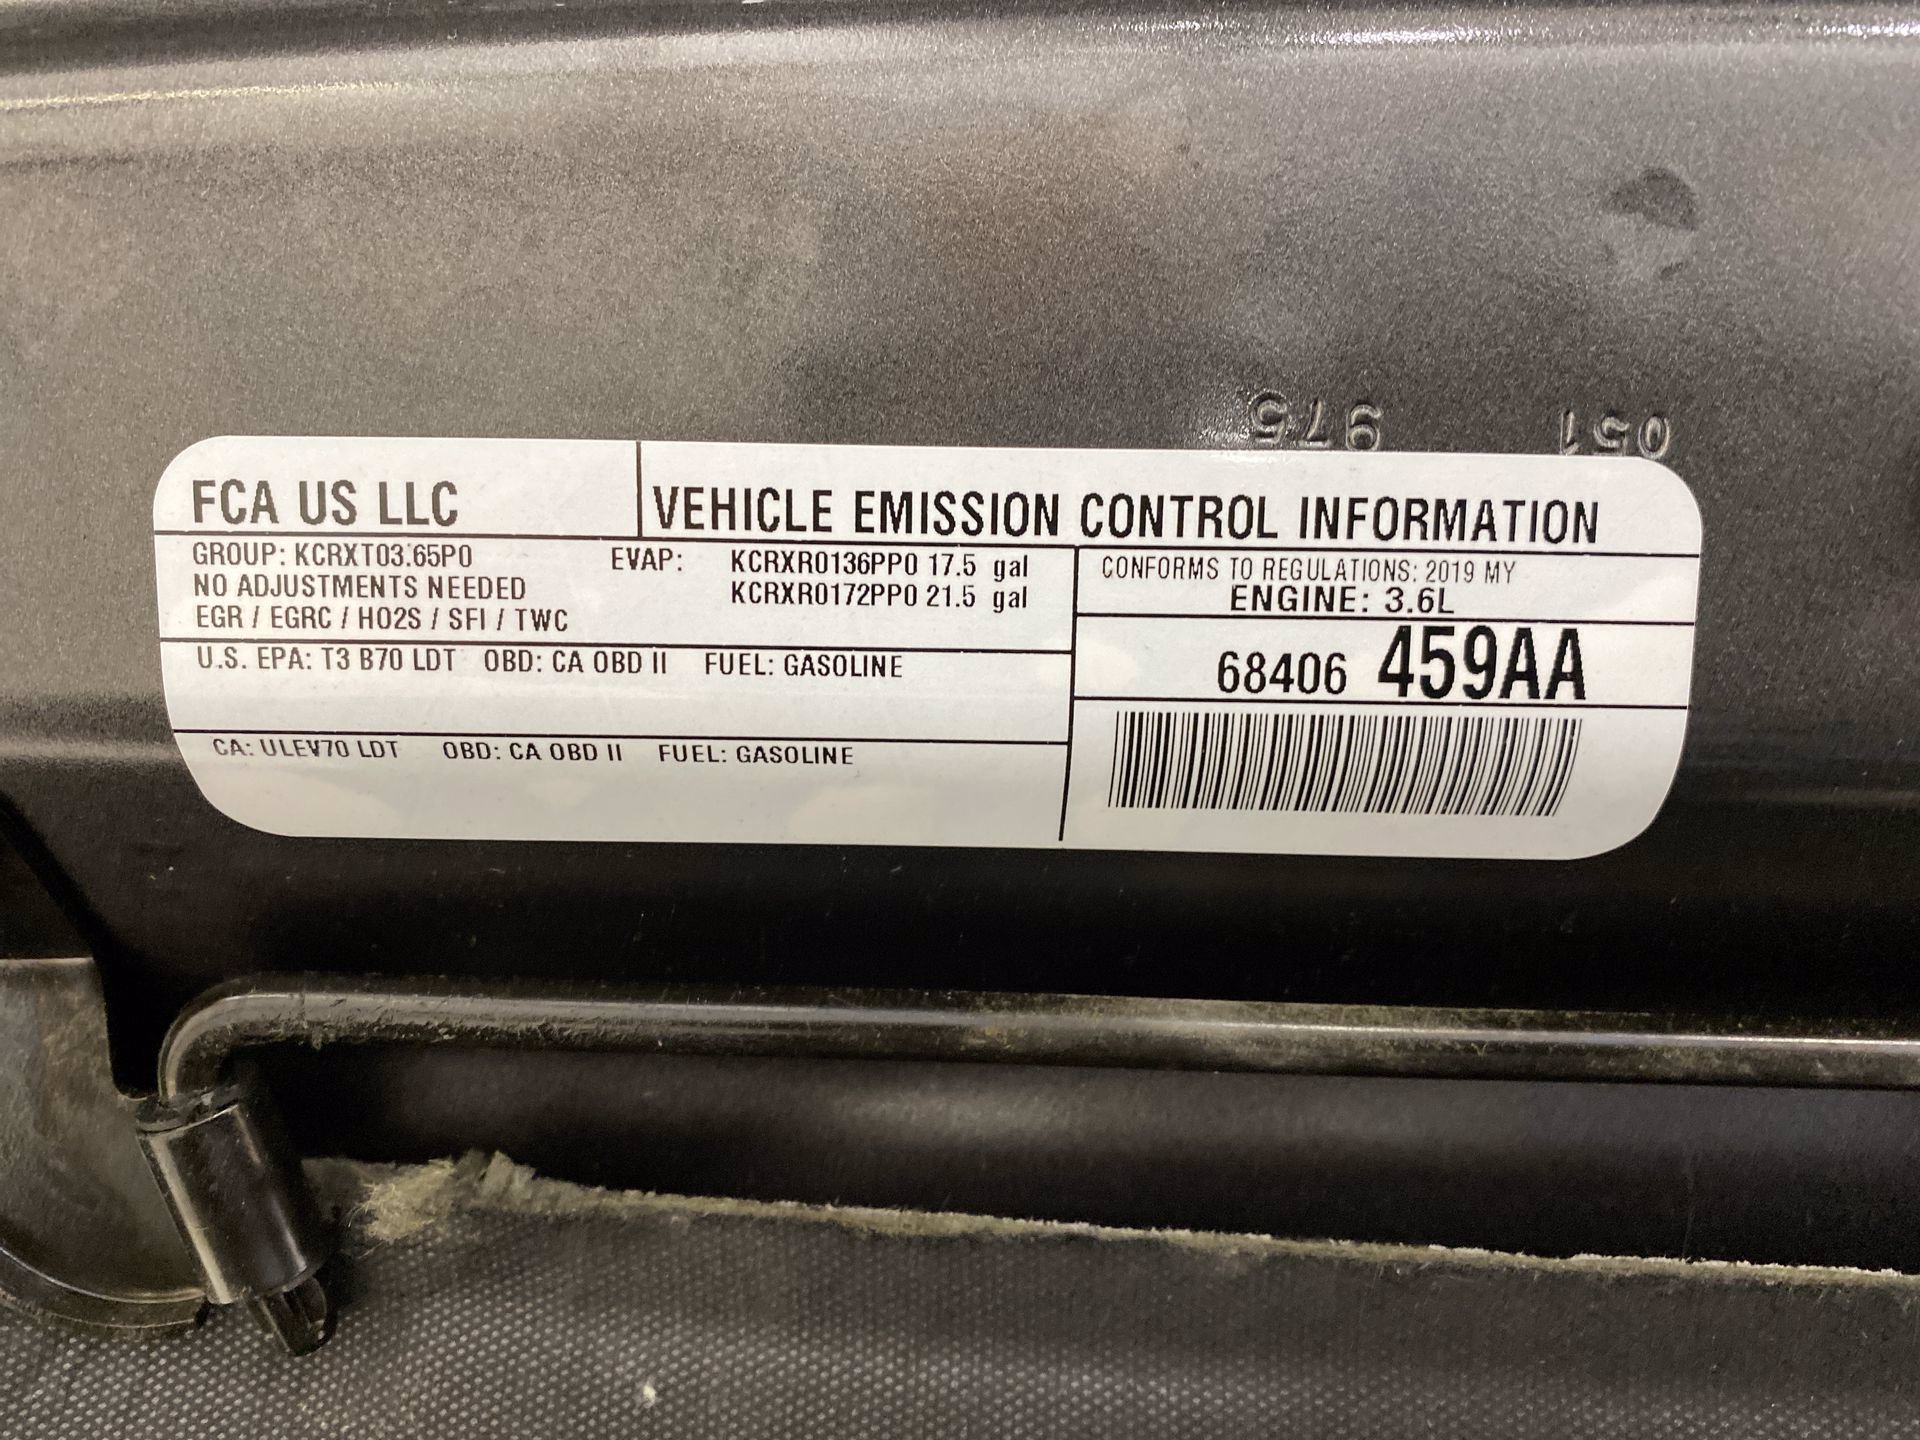 975 051
FCA US LLC
VEHICLE EMISSION CONTROL INFORMATION
GROUP: KCRXT03.65P0
NO ADJUSTMENTS NEEDED
EGR / EGRC / HO2S / SFI / TWC
EVAP: KCRXR0136PP0 17.5 gal
KCRXR0172PP0 21.5 gal
CONFORMS TO REGULATIONS: 2019 MY
ENGINE: 3.6L
68406 459AA
U.S. EPA: T3 B70 LDT OBD: CA OBD II FUEL: GASOLINE
CA: ULEV70 LDT OBD: CA OBD II FUEL: GASOLINE